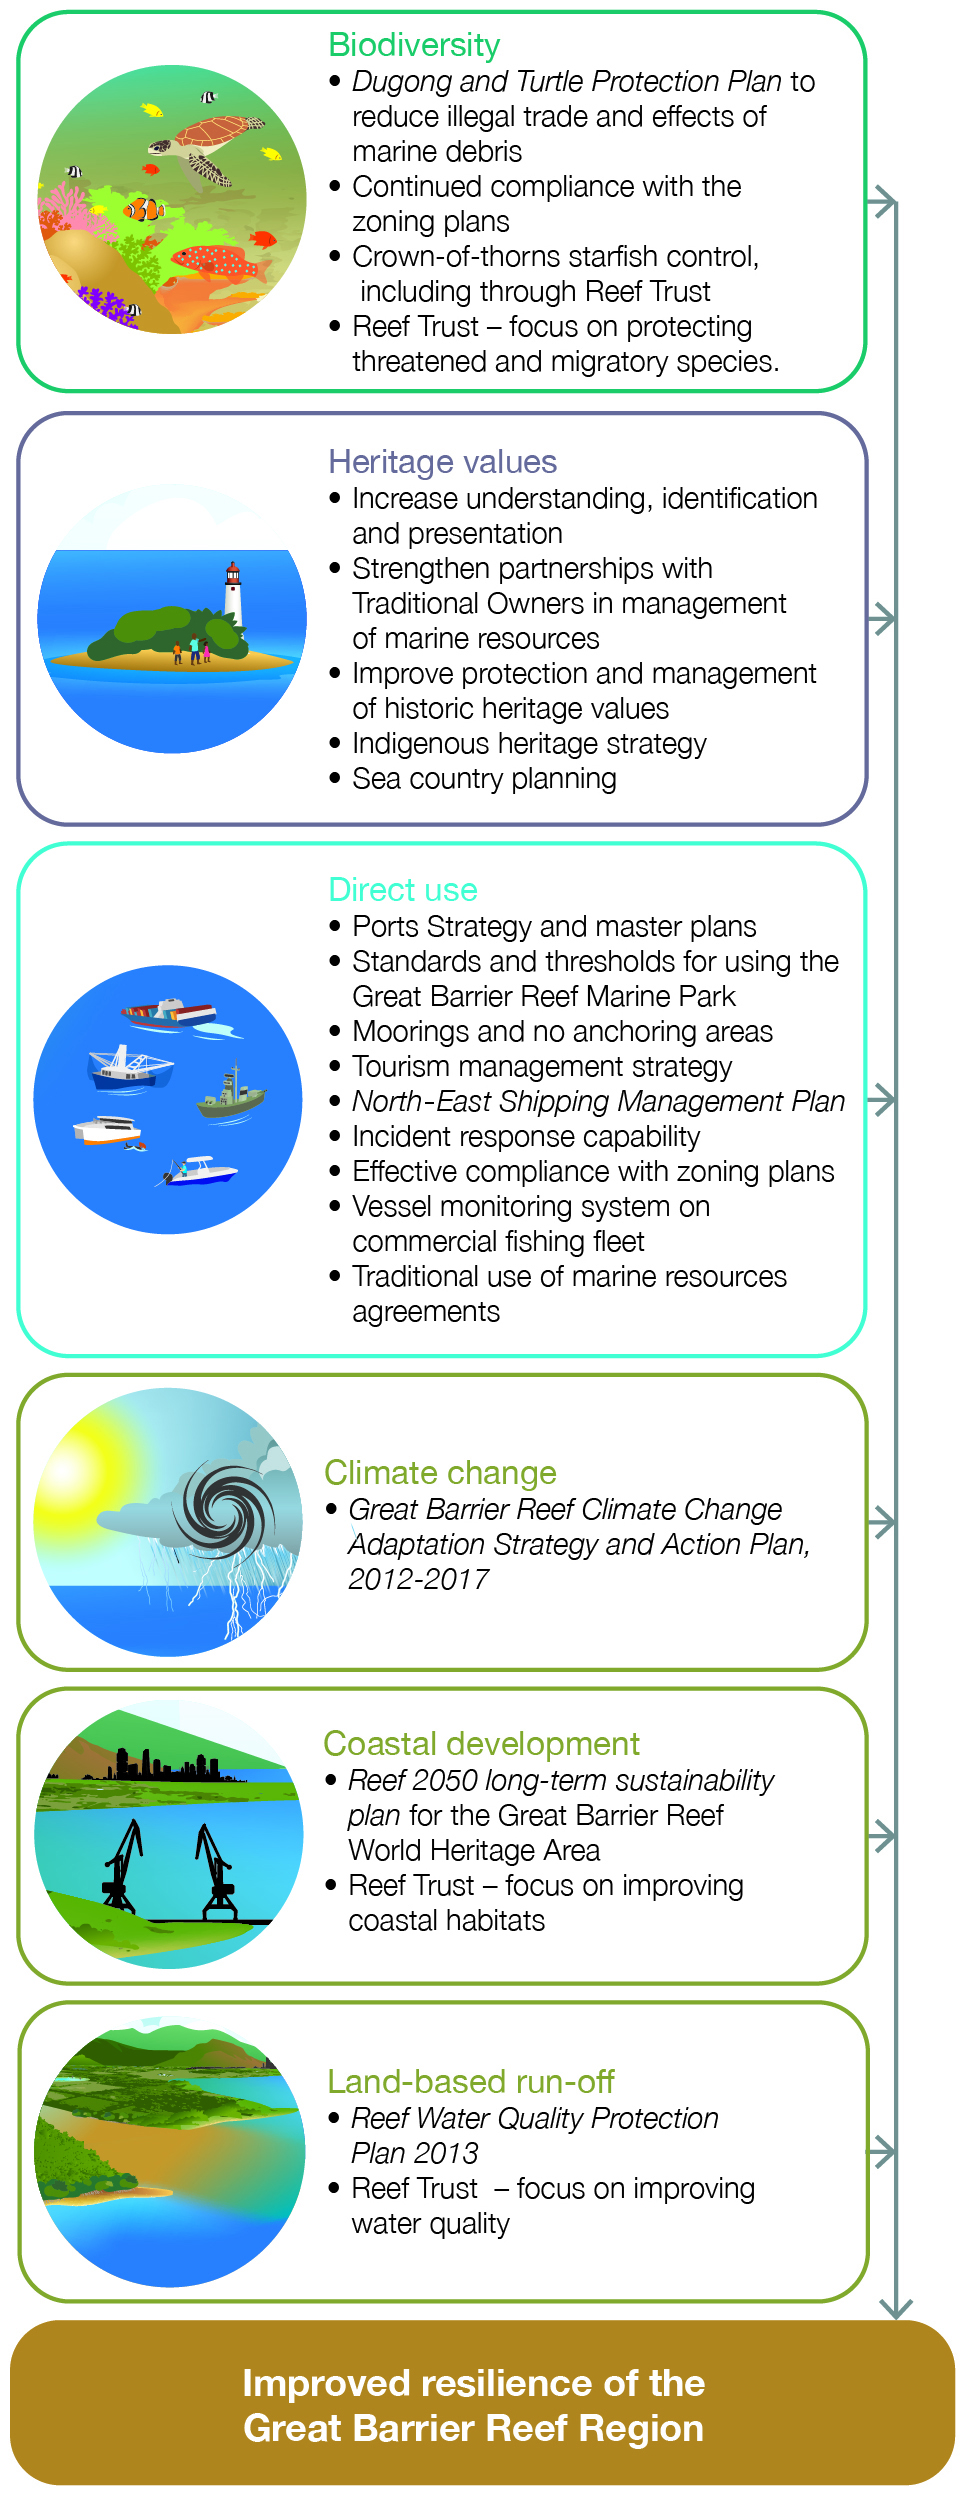 Biodiversity
• Dugong and Turtle Protection Plan to
reduce illegal trade and effects of
marine debris
• Continued compliance with the
zoning plans
• Crown-of-thorns starfish control,
including through Reef Trust
• Reef Trust – focus on protecting
threatened and migratory species.
Heritage values
• Increase understanding, identification
and presentation
• Strengthen partnerships with
Traditional Owners in management
of marine resources
• Improve protection and management
of historic heritage values
• Indigenous heritage strategy
• Sea country planning
Direct use
• Ports Strategy and master plans
• Standards and thresholds for using the
Great Barrier Reef Marine Park
• Moorings and no anchoring areas
• Tourism management strategy
• North-East Shipping Management Plan
• Incident response capability
• Effective compliance with zoning plans
• Vessel monitoring system on
commercial fishing fleet
• Traditional use of marine resources
agreements
Climate change
• Great Barrier Reef Climate Change
Adaptation Strategy and Action Plan,
2012-2017
Coastal development
• Reef 2050 long-term sustainability
plan for the Great Barrier Reef
World Heritage Area
• Reef Trust – focus on improving
coastal habitats
Land-based run-off
• Reef Water Quality Protection
Plan 2013
• Reef Trust – focus on improving
water quality
Improved resilience of the
Great Barrier Reef Region